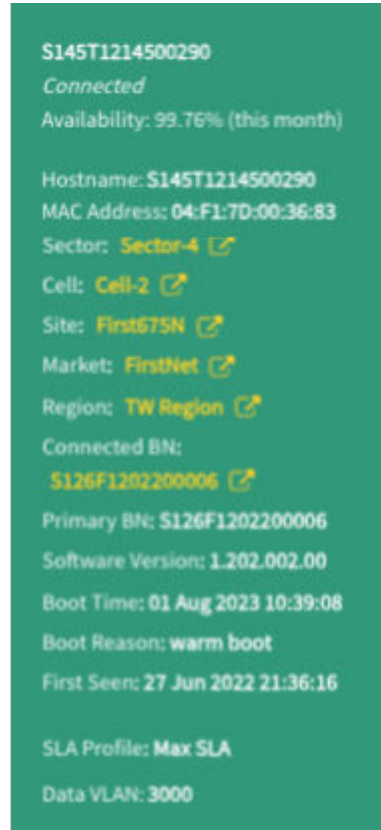 S145T1214500290
Connected
Availability: 99.76% (this month)
Hostname: S145T1214500290
MAC Address: 04:F1:7D:00:36:83
Sector: Sector-4
Cell: Cell-2
Site: First675N
Market: FirstNet
Region: TW Region
Connected BN:
S126F1202200006
Primary BN: S126F1202200006
Software Version: 1.202.002.00
Boot Time: 01 Aug 2023 10:39:08
Boot Reason: warm boot
First Seen: 27 Jun 2022 21:36:16
SLA Profile: Max SLA
Data VLAN: 3000